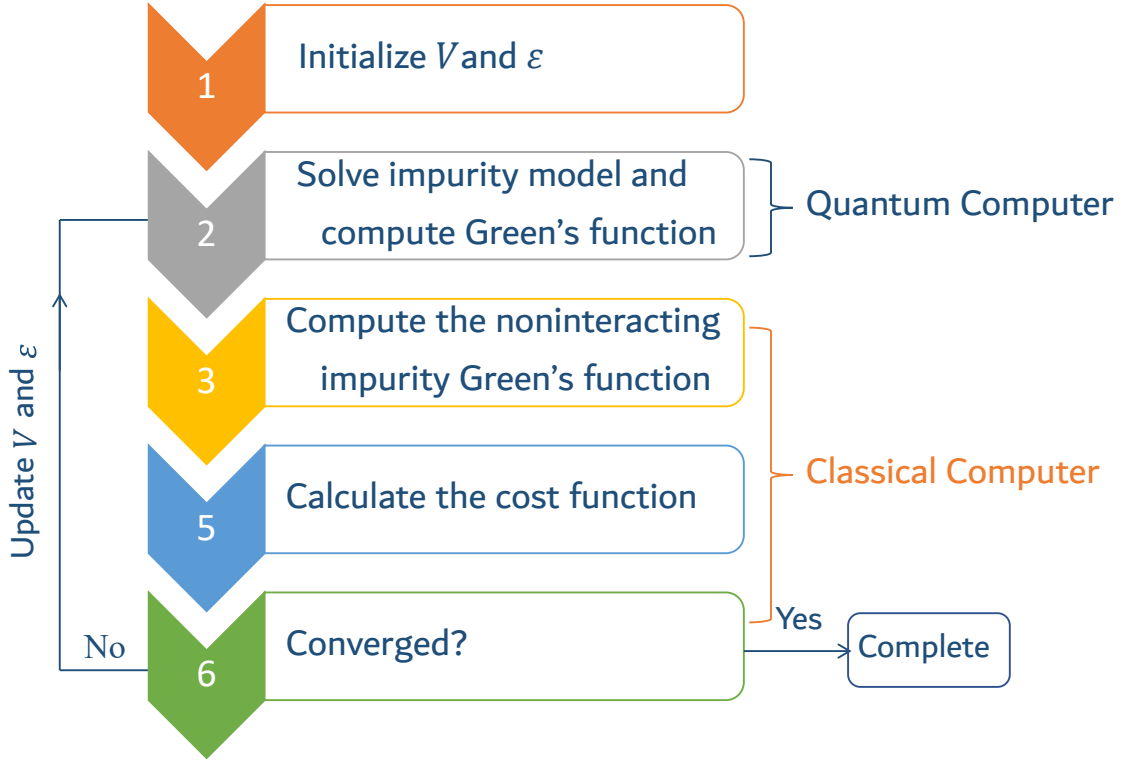 1
Initialize V and ε
2
Solve impurity model and
compute Green's function
Quantum Computer
3
Compute the noninteracting
impurity Green's function
Classical Computer
5
Calculate the cost function
6
Converged?
Yes
Complete
No
Update V and ε